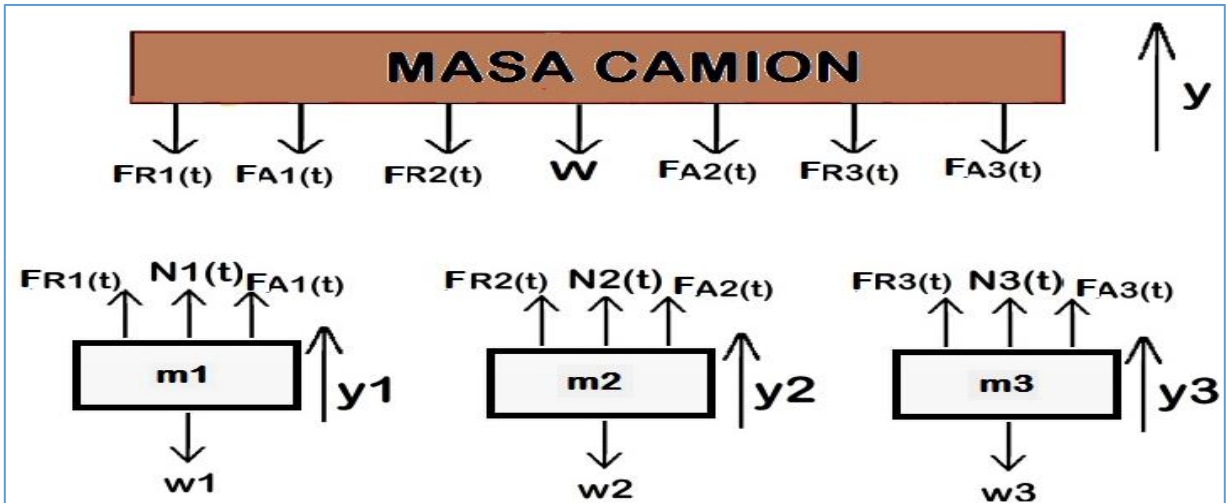 MASA CAMION
y
FR1(t) FA1(t) FR2(t) W FA2(t) FR3(t) FA3(t)
FR1(t) N1(t) FA1(t) FR2(t) N2(t) FA2(t) FR3(t) N3(t) FA3(t)
m1 y1 m2 y2 m3 y3
w1 w2 w3